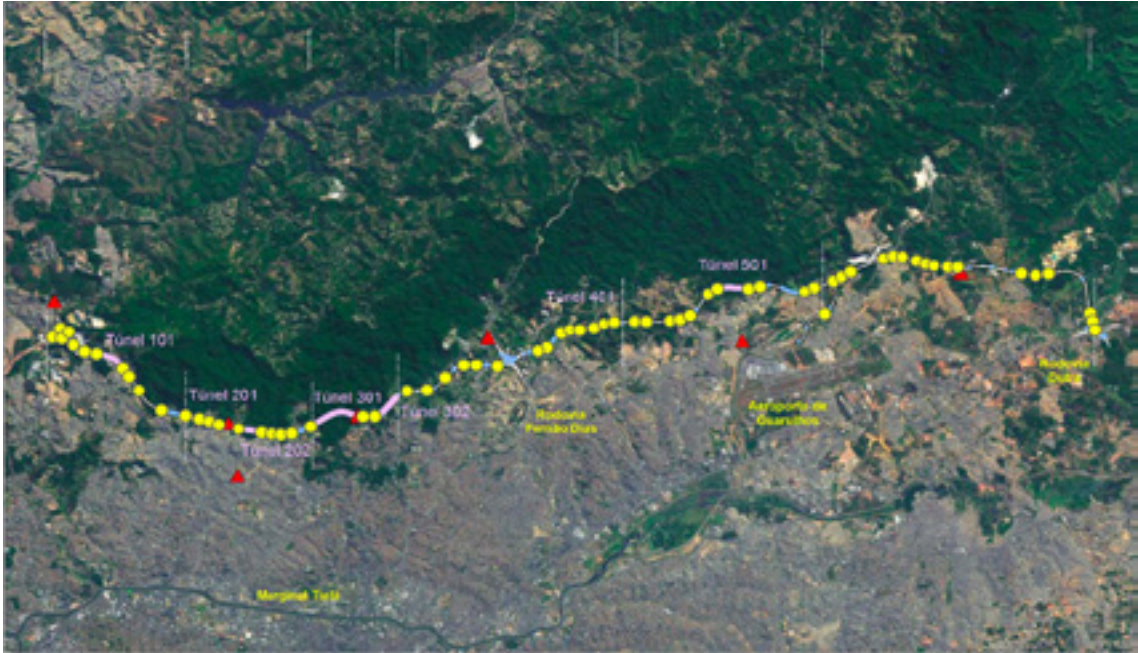 Túnel 501
Túnel 401
Túnel 101
Túnel 201
Túnel 301
Túnel 302
Túnel 202
Rodovia
Dutra
Rodovia
Fernão Dias
Aeroporto de
Guarulhos
Marginal Tietê